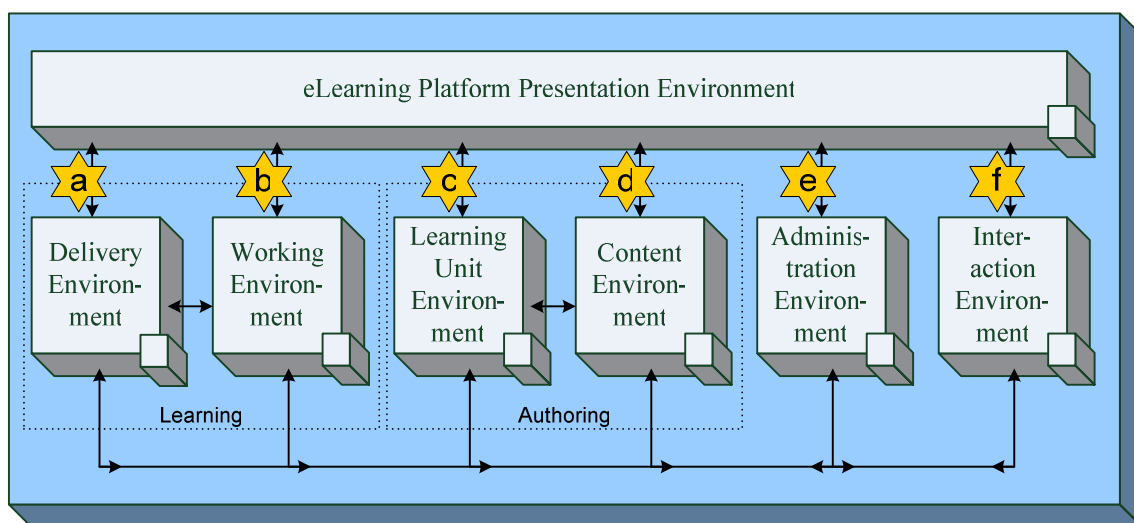 eLearning Platform Presentation Environment
a
b
c
d
e
f
Delivery
Environ-
ment
Working
Environ-
ment
Learning
Unit
Environ-
ment
Content
Environ-
ment
Adminis-
tration
Environ-
ment
Inter-
action
Environ-
ment
Learning
Authoring